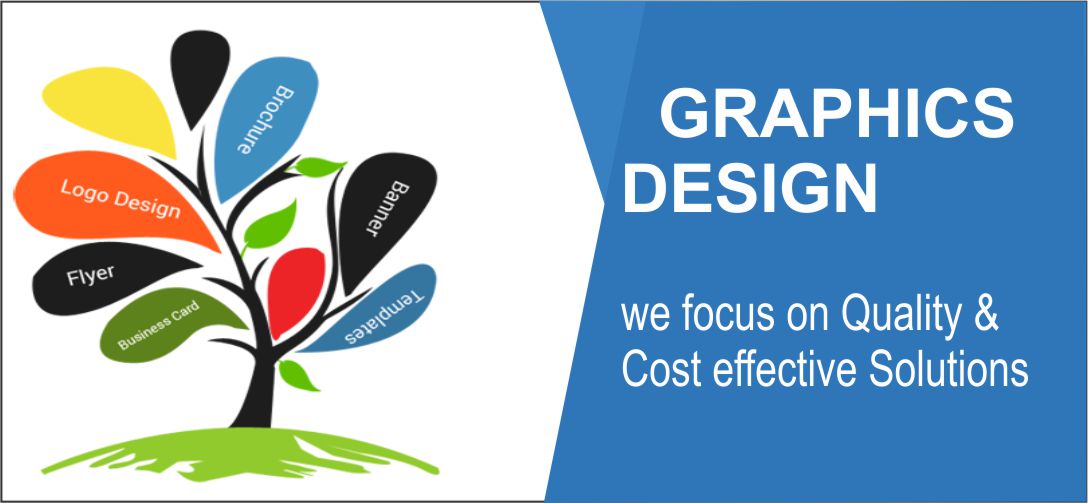 Brochure
Logo Design
Banner
Flyer
Business Card
Templates
GRAPHICS
DESIGN
we focus on Quality &
Cost effective Solutions